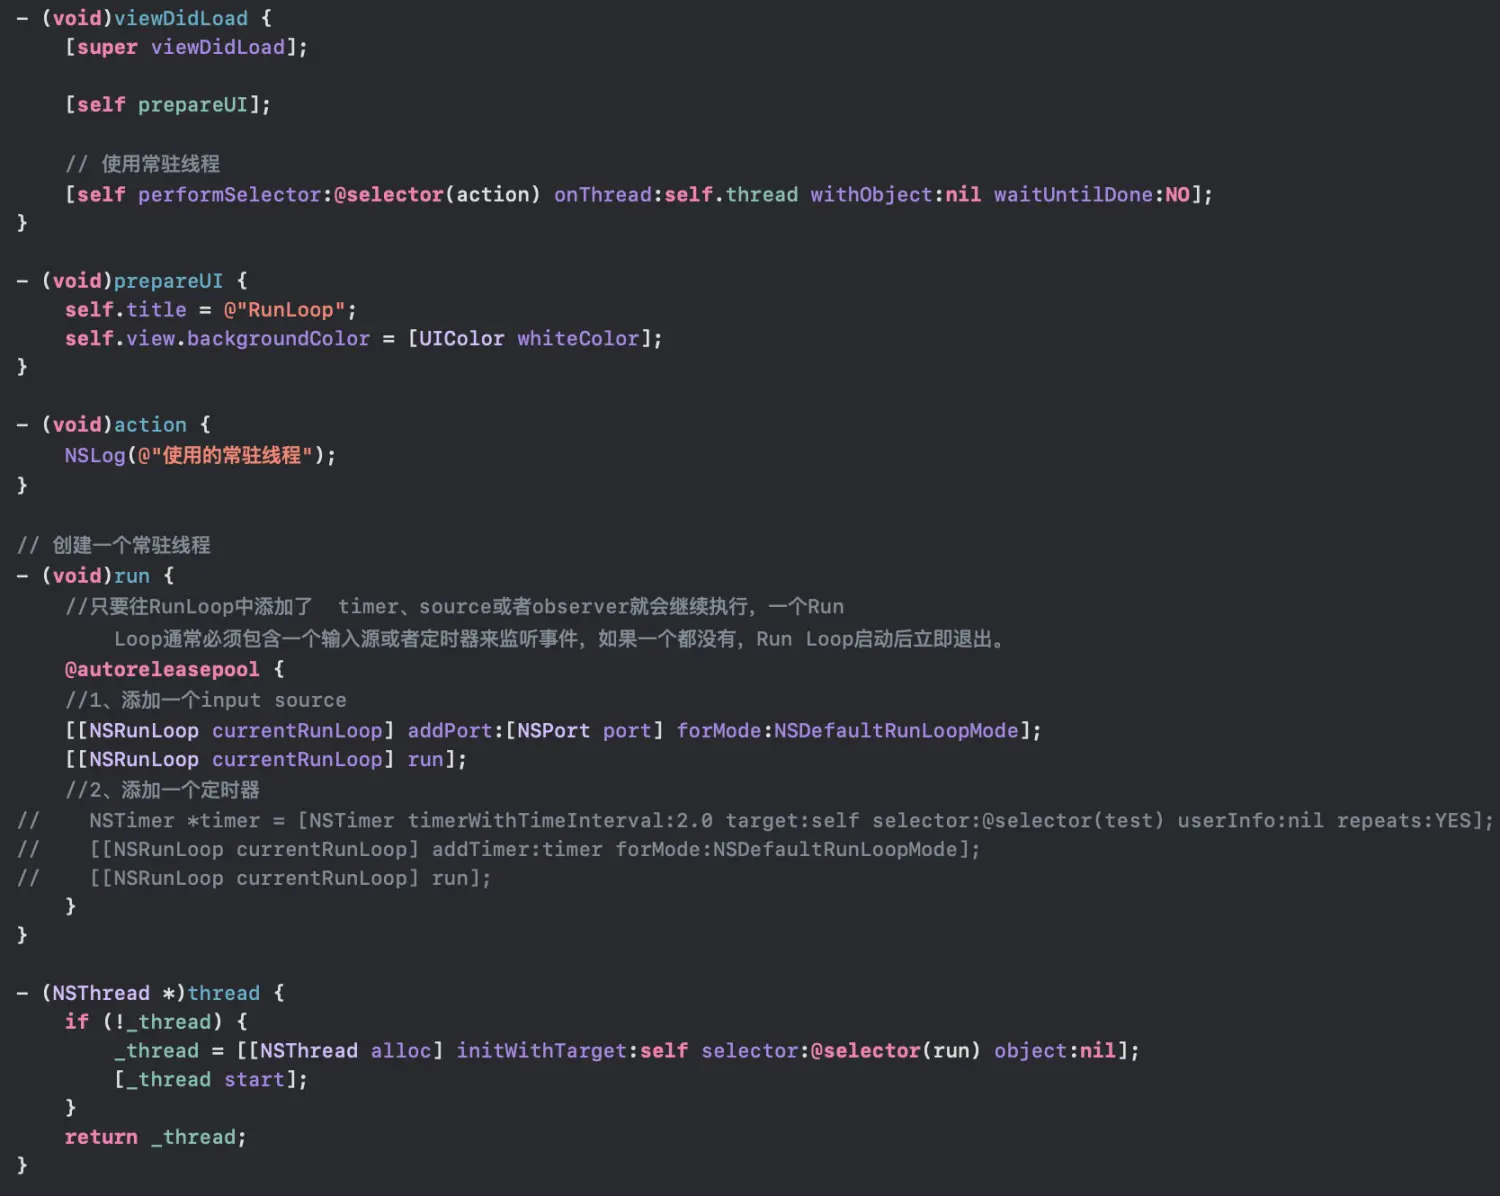 - (void)viewDidLoad {
    [super viewDidLoad];

    [self prepareUI];

    // 使用常驻线程
    [self performSelector:@selector(action) onThread:self.thread withObject:nil waitUntilDone:NO];
}

- (void)prepareUI {
    self.title = @"RunLoop";
    self.view.backgroundColor = [UIColor whiteColor];
}

- (void)action {
    NSLog(@"使用的常驻线程");
}

// 创建一个常驻线程
- (void)run {
    //只要往RunLoop中添加了  timer、source或者observer就会继续执行，一个Run
        Loop通常必须包含一个输入源或者定时器来监听事件，如果一个都没有，Run Loop启动后立即退出。
    @autoreleasepool {
    //1、添加一个input source
    [[NSRunLoop currentRunLoop] addPort:[NSPort port] forMode:NSDefaultRunLoopMode];
    [[NSRunLoop currentRunLoop] run];
    //2、添加一个定时器
//    NSTimer *timer = [NSTimer timerWithTimeInterval:2.0 target:self selector:@selector(test) userInfo:nil repeats:YES];
//    [[NSRunLoop currentRunLoop] addTimer:timer forMode:NSDefaultRunLoopMode];
//    [[NSRunLoop currentRunLoop] run];
    }
}

- (NSThread *)thread {
    if (!_thread) {
        _thread = [[NSThread alloc] initWithTarget:self selector:@selector(run) object:nil];
        [_thread start];
    }
    return _thread;
}